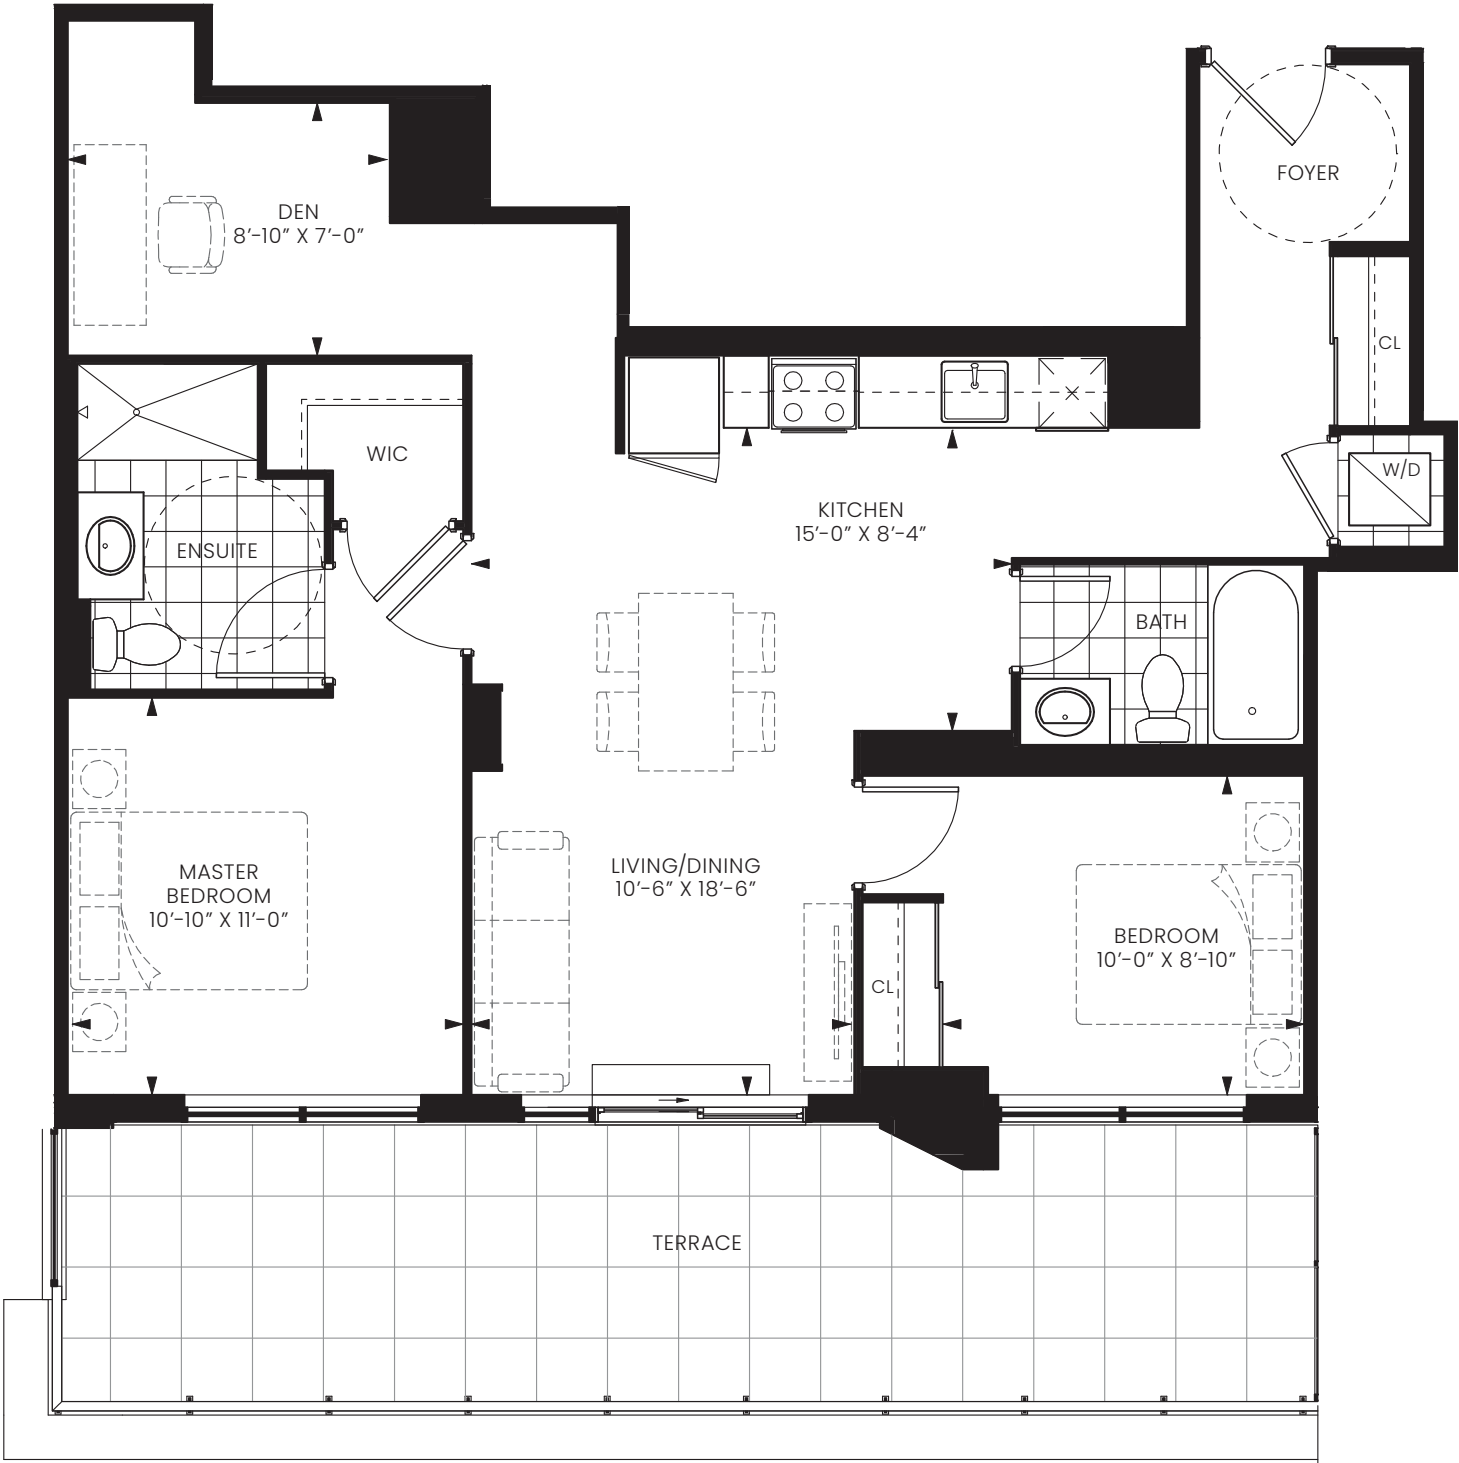 FOYER
DEN
8’-10” X 7’-0”
CL
WIC
W/D
KITCHEN
15’-0” X 8’-4”
ENSUITE
BATH
LIVING/DINING
10’-6” X 18’-6”
MASTER
BEDROOM
10’-10” X 11’-0”
BEDROOM
10’-0” X 8’-10”
CL
TERRACE